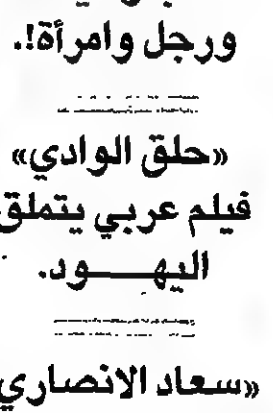 ورجل وامرأة!.
«حلق الوادي»
فيلم عربي يتملق
اليهـــود.
«سعاد الانصاري